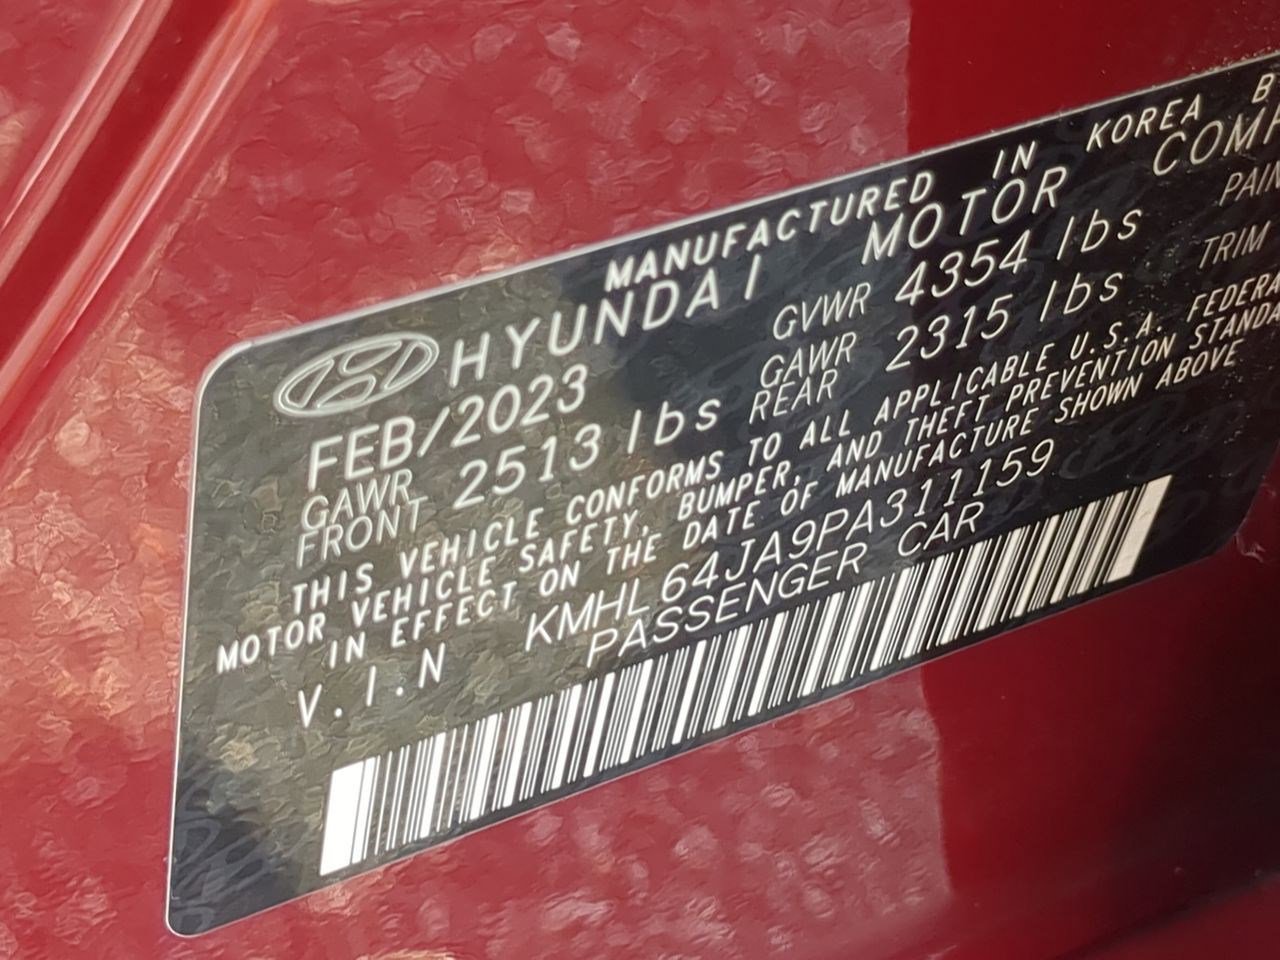 MANUFACTURED IN KOREA
HYUNDAI MOTOR
FEB/2023 GVWR 4354 lbs
GAWR FRONT 2513 lbs GAWR REAR 2315 lbs
TRIM
THIS VEHICLE CONFORMS TO ALL APPLICABLE U.S.A.
MOTOR VEHICLE SAFETY, BUMPER, AND THEFT PREVENTION
IN EFFECT ON THE DATE OF MANUFACTURE SHOWN ABOVE
V.I.N KMHL64JA9PA311159
PASSENGER CAR